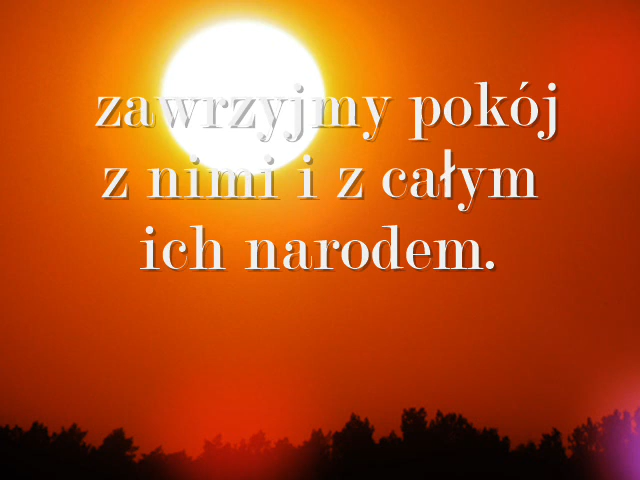 zawrzyjmy pokój
z nimi i z całym
ich narodem.